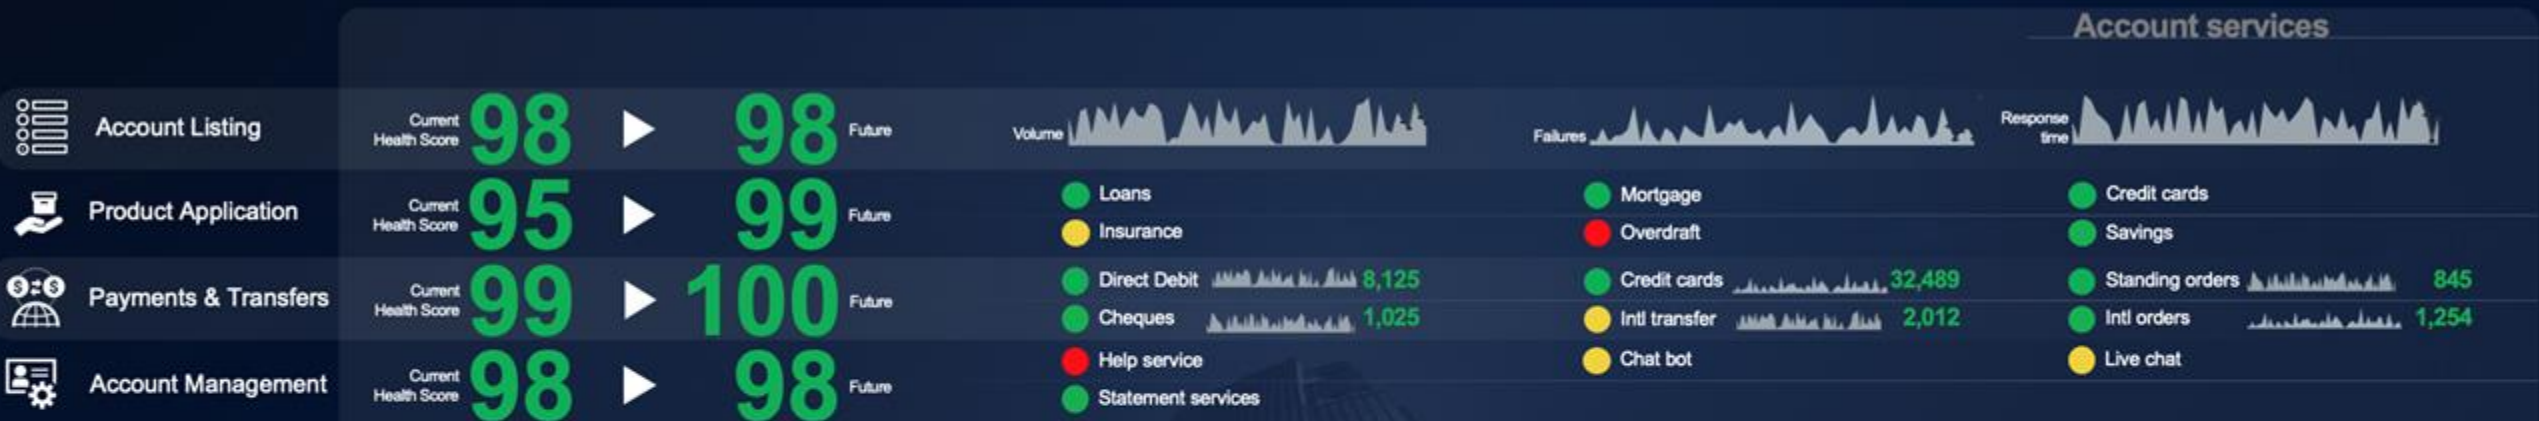 Account services
Account Listing
Current
Health Score
98
98
Future
Volume
Failures
Response
time
Product Application
Current
Health Score
95
99
Future
Loans
Mortgage
Credit cards
Insurance
Overdraft
Savings
Payments & Transfers
Current
Health Score
99
100
Future
Direct Debit 8,125
Credit cards 32,489
Standing orders 845
Cheques 1,025
Intl transfer 2,012
Intl orders 1,254
Account Management
Current
Health Score
98
98
Future
Help service
Chat bot
Live chat
Statement services